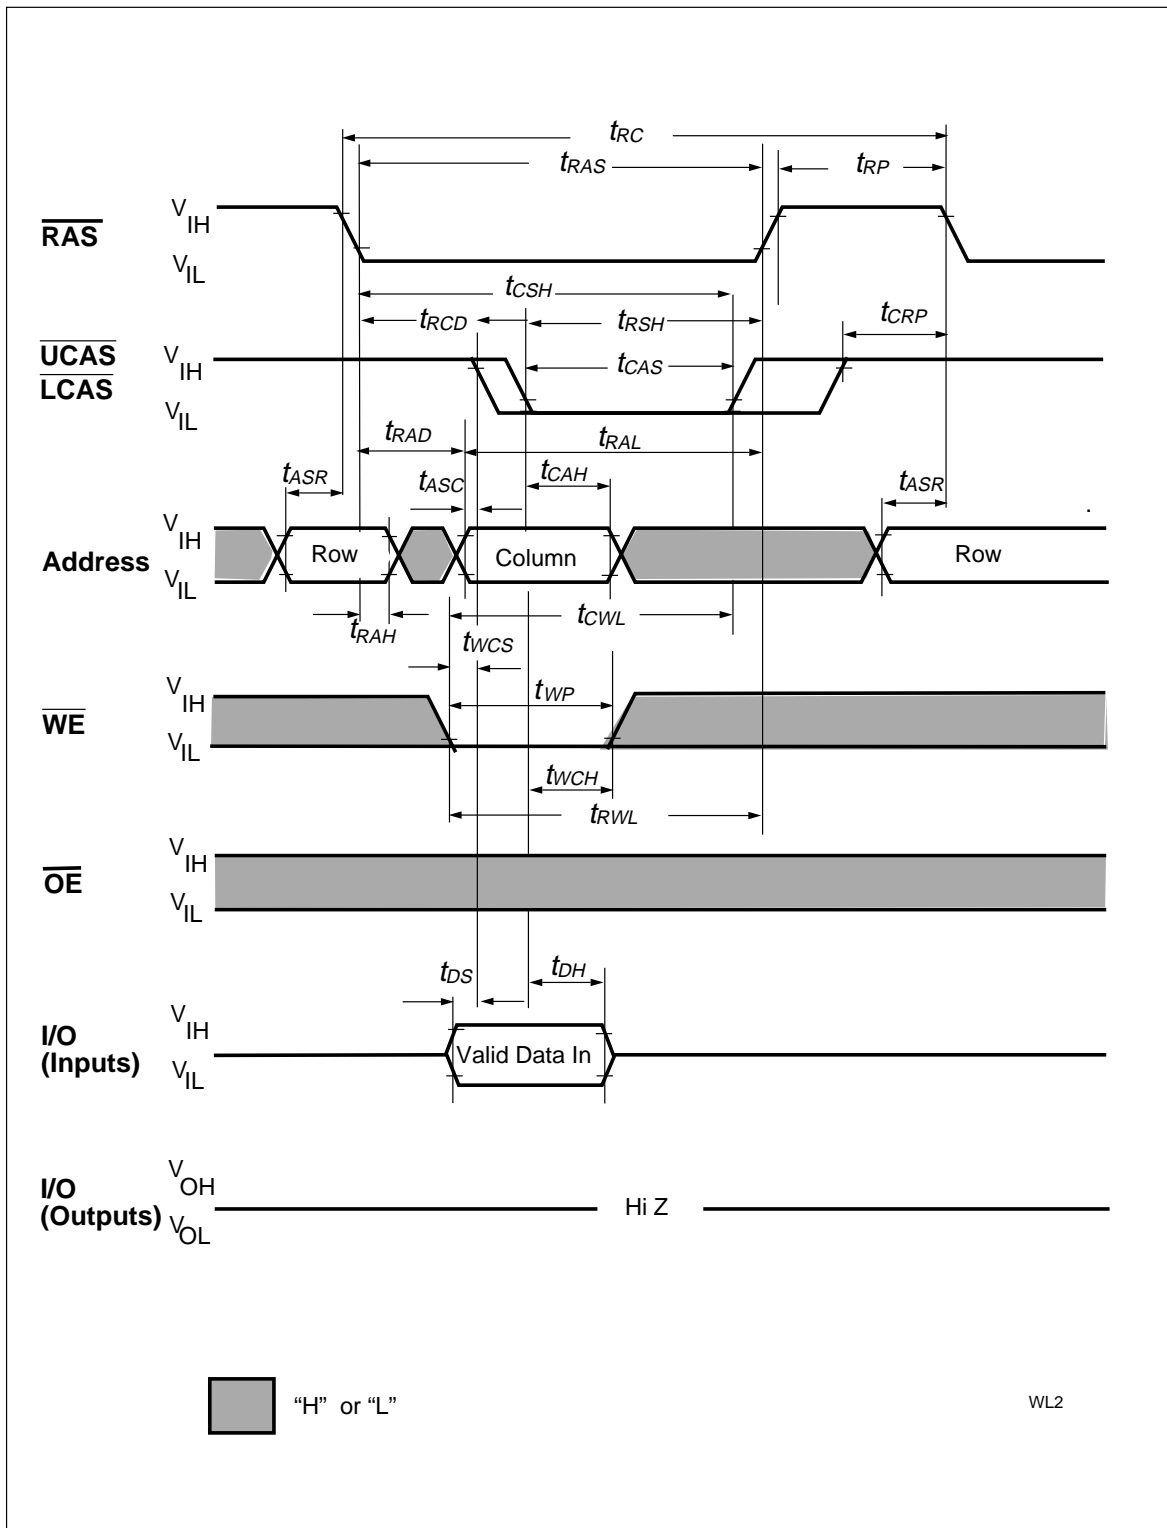 tRC
tRAS
tRP
RAS
VIH
VIL
tCSH
tRCD
tRSH
tCRP
UCAS
LCAS
VIH
VIL
tCAS
tRAD
tRAL
tASR
tASC
tCAH
tASR
Address
VIH
VIL
Row
Column
Row
tRAH
tCWL
tWCS
WE
VIH
VIL
tWP
tWCH
tRWL
OE
VIH
VIL
tDS
tDH
I/O
(Inputs)
VIH
VIL
Valid Data In
I/O
(Outputs)
VOH
VOL
Hi Z
“H” or “L”
WL2